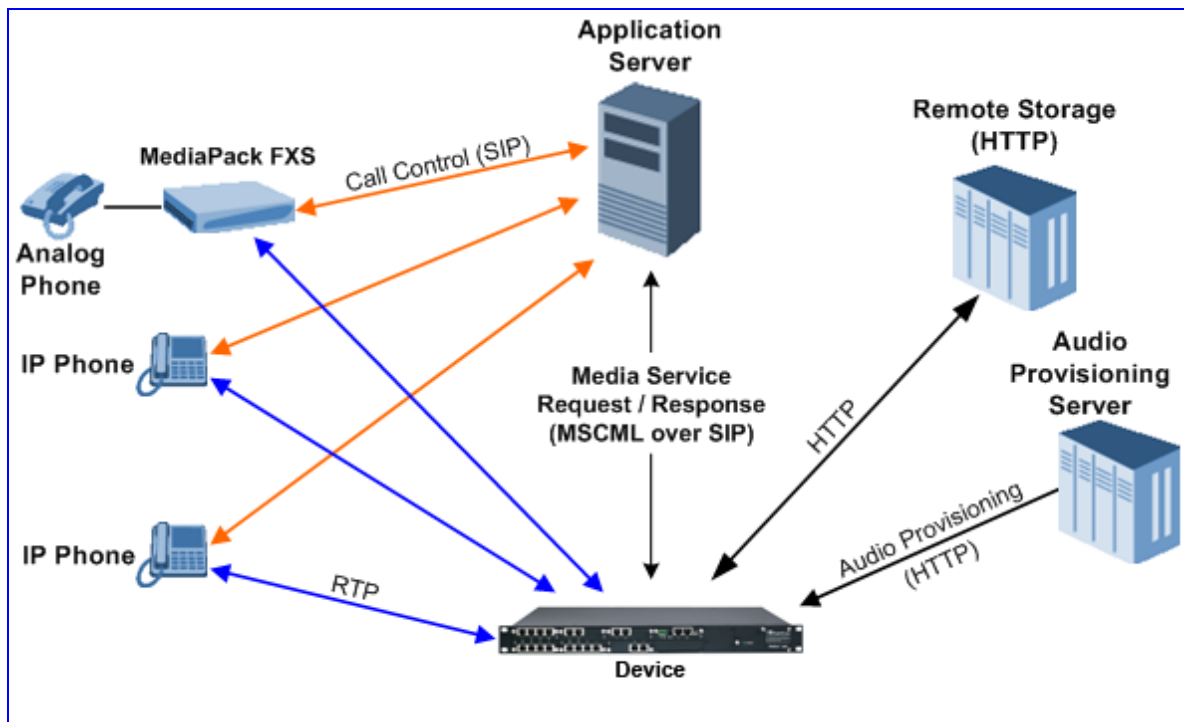 Application
Server
Remote Storage
(HTTP)
MediaPack FXS
Call Control (SIP)
Analog
Phone
IP Phone
Audio
Provisioning
Server
Media Service
Request / Response
(MSCML over SIP)
HTTP
IP Phone
Audio Provisioning
(HTTP)
RTP
Device